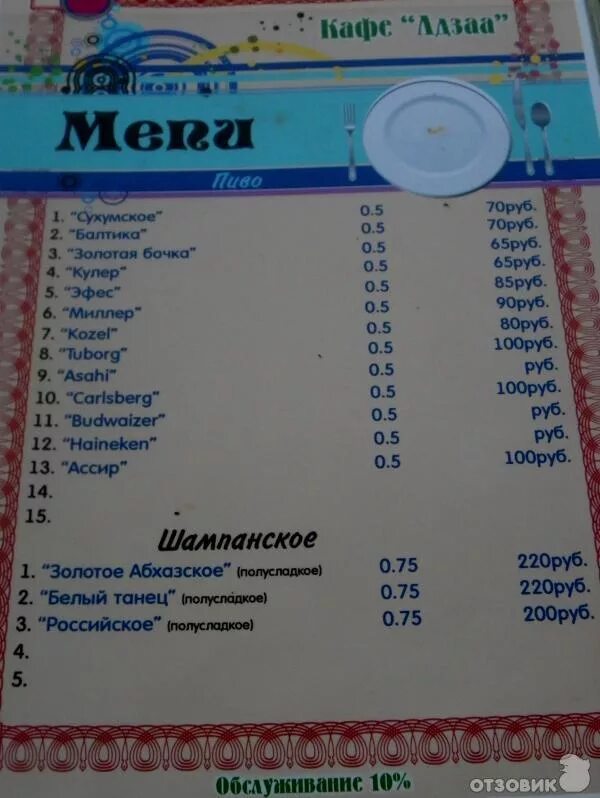 Кафе "Лдзаа"
Мепи
Пиво
1. "Сухумское" 0.5 70руб.
2. "Балтика" 0.5 70руб.
3. "Золотая бочка" 0.5 65руб.
4. "Кулер" 0.5 65руб.
5. "Эфес" 0.5 85руб.
6. "Миллер" 0.5 90руб.
7. "Kozel" 0.5 80руб.
8. "Tuborg" 0.5 100руб.
9. "Asahi" 0.5 руб.
10. "Carlsberg" 0.5 100руб.
11. "Budwaizer" 0.5 руб.
12. "Haineken" 0.5 руб.
13. "Ассир" 0.5 100руб.
14.
15.
Шампанское
1. "Золотое Абхазское" (полусладкое) 0.75 220руб.
2. "Белый танец" (полусладкое) 0.75 220руб.
3. "Российское" (полусладкое) 0.75 200руб.
4.
5.
Обслуживание 10%
ОТЗОВИК